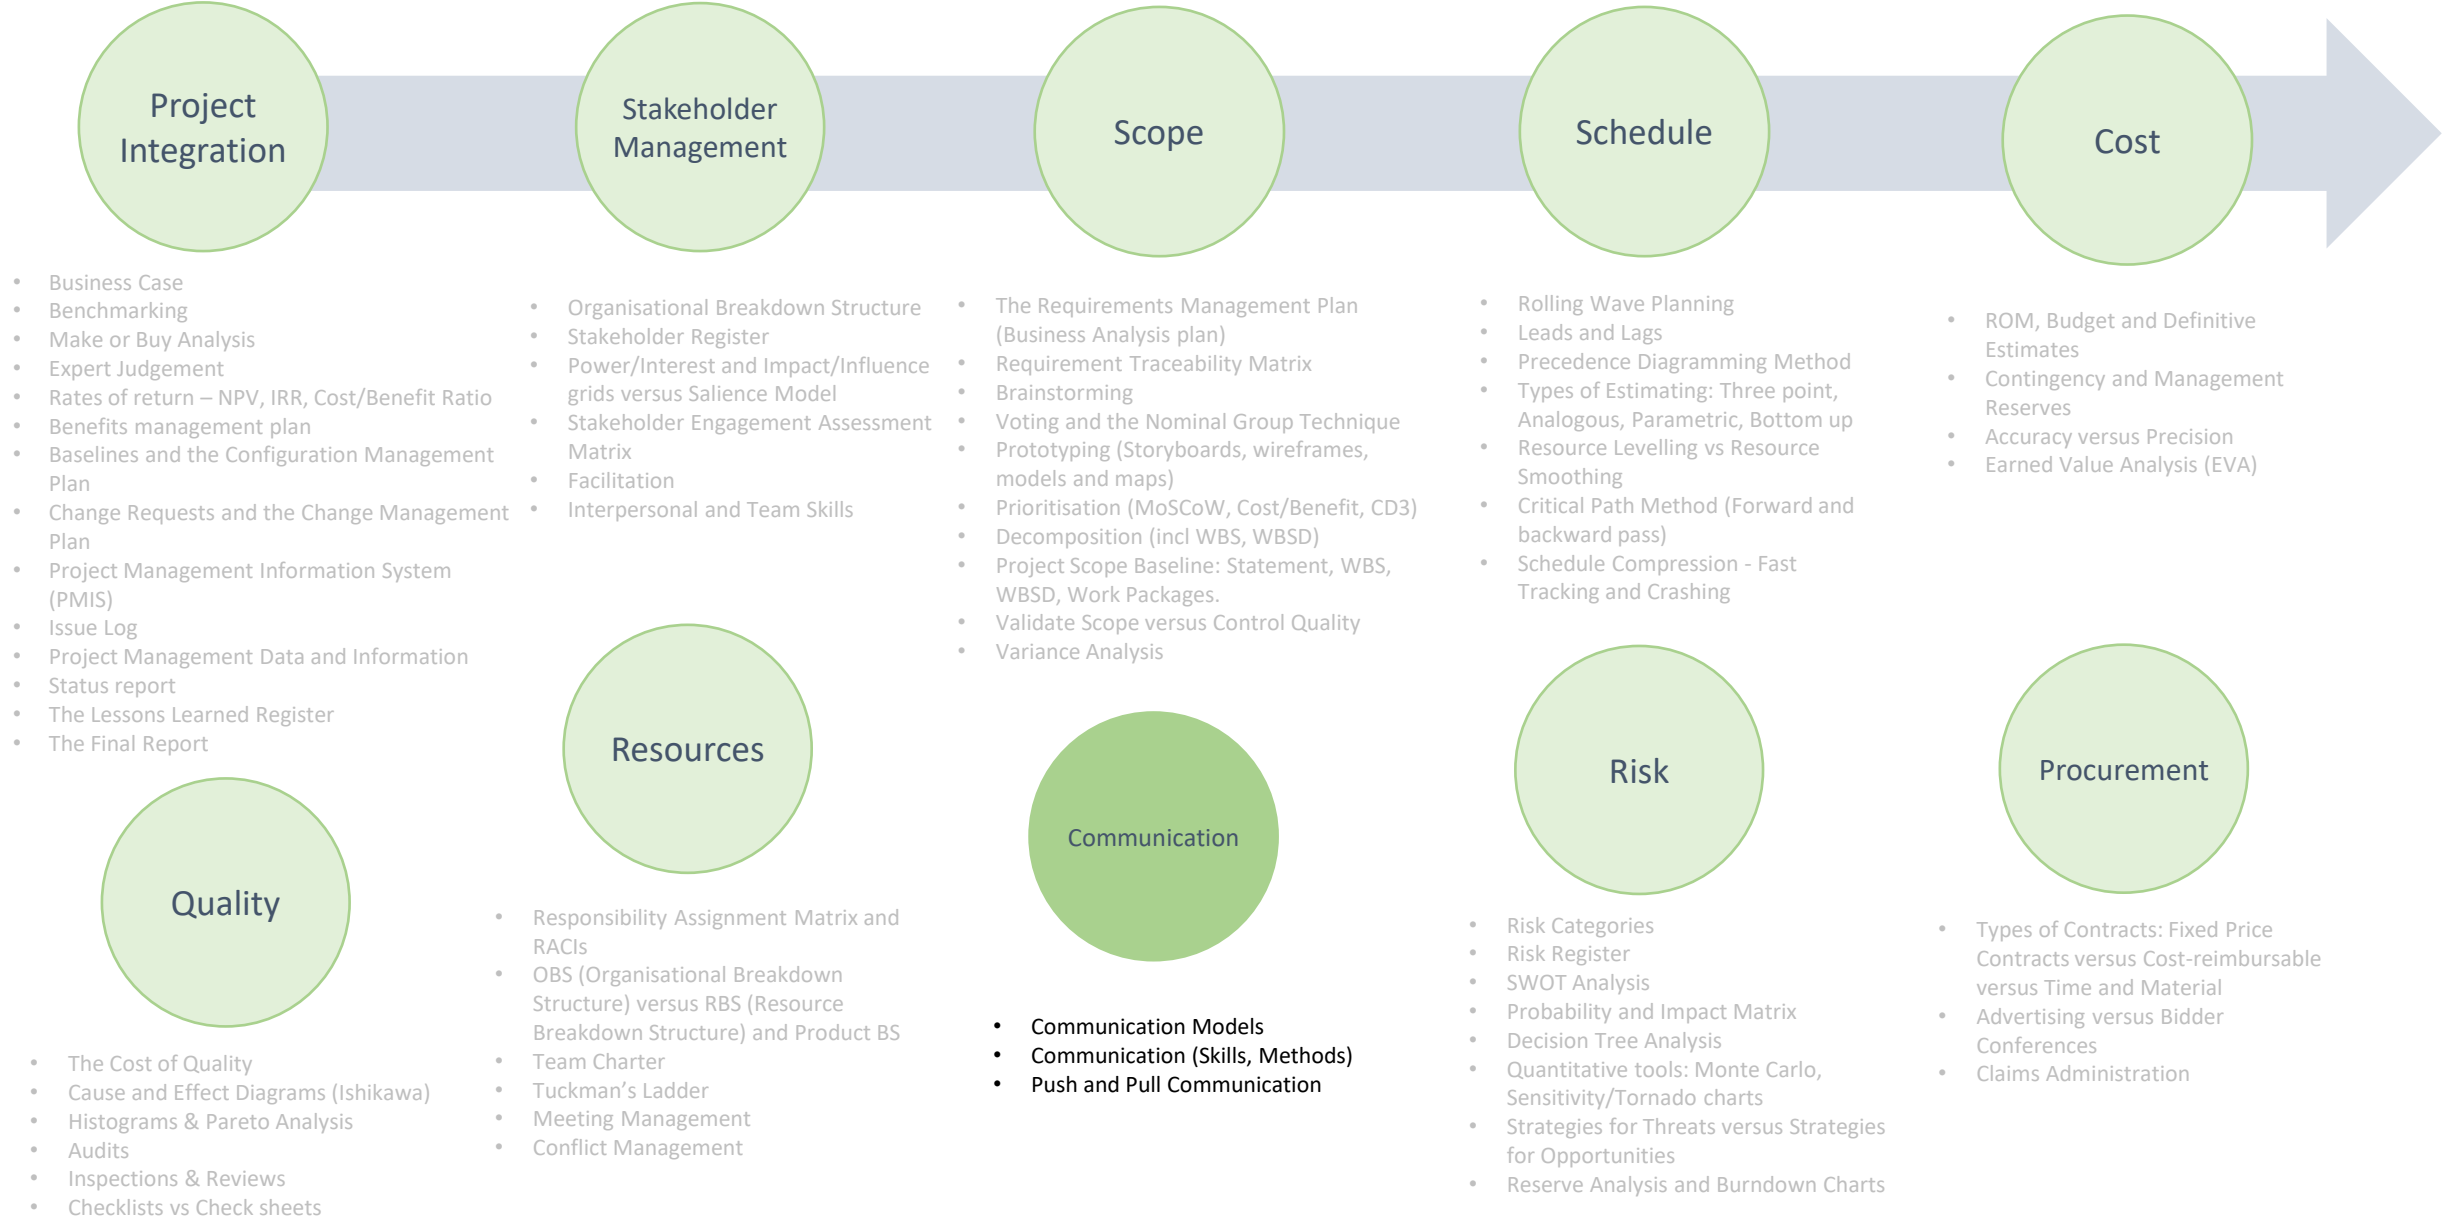 Project
Integration
• Business Case
• Benchmarking
• Make or Buy Analysis
• Expert Judgement
• Rates of return – NPV, IRR, Cost/Benefit Ratio
• Benefits management plan
• Baselines and the Configuration Management
Plan
• Change Requests and the Change Management
Plan
• Project Management Information System
(PMIS)
• Issue Log
• Project Management Data and Information
• Status report
• The Lessons Learned Register
• The Final Report
Stakeholder
Management
• Organisational Breakdown Structure
• Stakeholder Register
• Power/Interest and Impact/Influence
grids versus Salience Model
• Stakeholder Engagement Assessment
Matrix
• Facilitation
• Interpersonal and Team Skills
Scope
• The Requirements Management Plan
(Business Analysis plan)
• Requirement Traceability Matrix
• Brainstorming
• Voting and the Nominal Group Technique
• Prototyping (Storyboards, wireframes,
models and maps)
• Prioritisation (MoSCoW, Cost/Benefit, CD3)
• Decomposition (incl WBS, WBSD)
• Project Scope Baseline: Statement, WBS,
WBSD, Work Packages.
• Validate Scope versus Control Quality
• Variance Analysis
Schedule
• Rolling Wave Planning
• Leads and Lags
• Precedence Diagramming Method
• Types of Estimating: Three point,
Analogous, Parametric, Bottom up
• Resource Levelling vs Resource
Smoothing
• Critical Path Method (Forward and
backward pass)
• Schedule Compression - Fast
Tracking and Crashing
Cost
• ROM, Budget and Definitive
Estimates
• Contingency and Management
Reserves
• Accuracy versus Precision
• Earned Value Analysis (EVA)
Quality
• The Cost of Quality
• Cause and Effect Diagrams (Ishikawa)
• Histograms & Pareto Analysis
• Audits
• Inspections & Reviews
• Checklists vs Check sheets
Resources
• Responsibility Assignment Matrix and
RACIs
• OBS (Organisational Breakdown
Structure) versus RBS (Resource
Breakdown Structure) and Product BS
• Team Charter
• Tuckman’s Ladder
• Meeting Management
• Conflict Management
Communication
• Communication Models
• Communication (Skills, Methods)
• Push and Pull Communication
Risk
• Risk Categories
• Risk Register
• SWOT Analysis
• Probability and Impact Matrix
• Decision Tree Analysis
• Quantitative tools: Monte Carlo,
Sensitivity/Tornado charts
• Strategies for Threats versus Strategies
for Opportunities
• Reserve Analysis and Burndown Charts
Procurement
• Types of Contracts: Fixed Price
Contracts versus Cost-reimbursable
versus Time and Material
• Advertising versus Bidder
Conferences
• Claims Administration